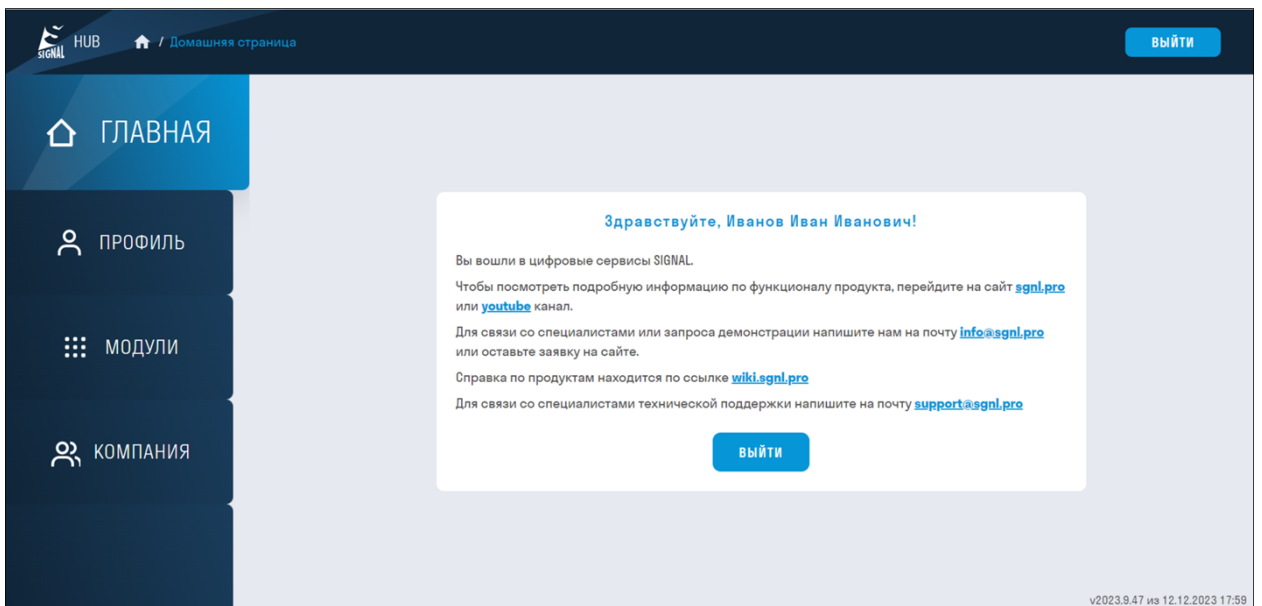 SIGNAL
HUB / Домашняя страница
ВЫЙТИ
ГЛАВНАЯ
ПРОФИЛЬ
МОДУЛИ
КОМПАНИЯ
Здравствуйте, Иванов Иван Иванович!
Вы вошли в цифровые сервисы SIGNAL.
Чтобы посмотреть подробную информацию по функционалу продукта, перейдите на сайт sgnl.pro
или youtube канал.
Для связи со специалистами или запроса демонстрации напишите нам на почту info@sgnl.pro
или оставьте заявку на сайте.
Справка по продуктам находится по ссылке wiki.sgnl.pro
Для связи со специалистами технической поддержки напишите на почту support@sgnl.pro
ВЫЙТИ
v2023.9.47 из 12.12.2023 17:59